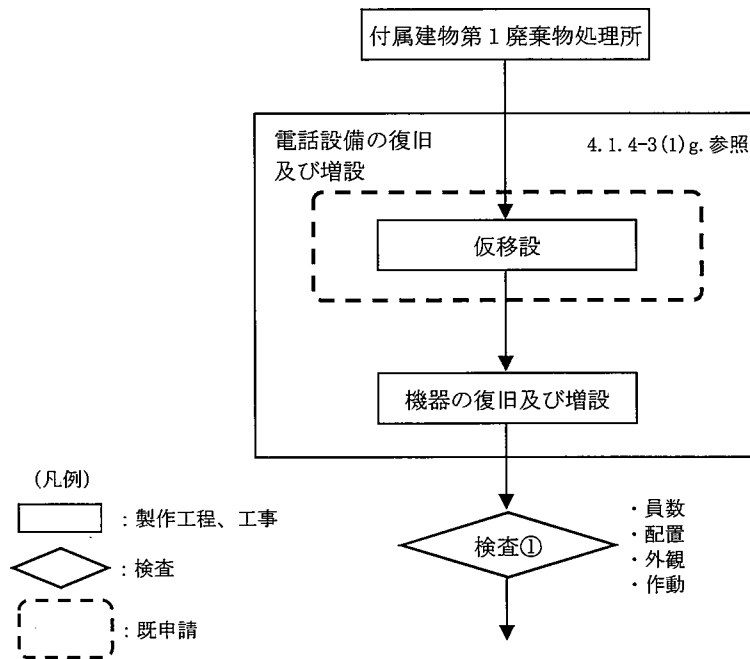 付属建物第１廃棄物処理所
電話設備の復旧
及び増設
4.1.4-3(1)g.参照
仮移設
機器の復旧及び増設
検査①
・員数
・配置
・外観
・作動
(凡例)
：製作工程、工事
：検査
：既申請